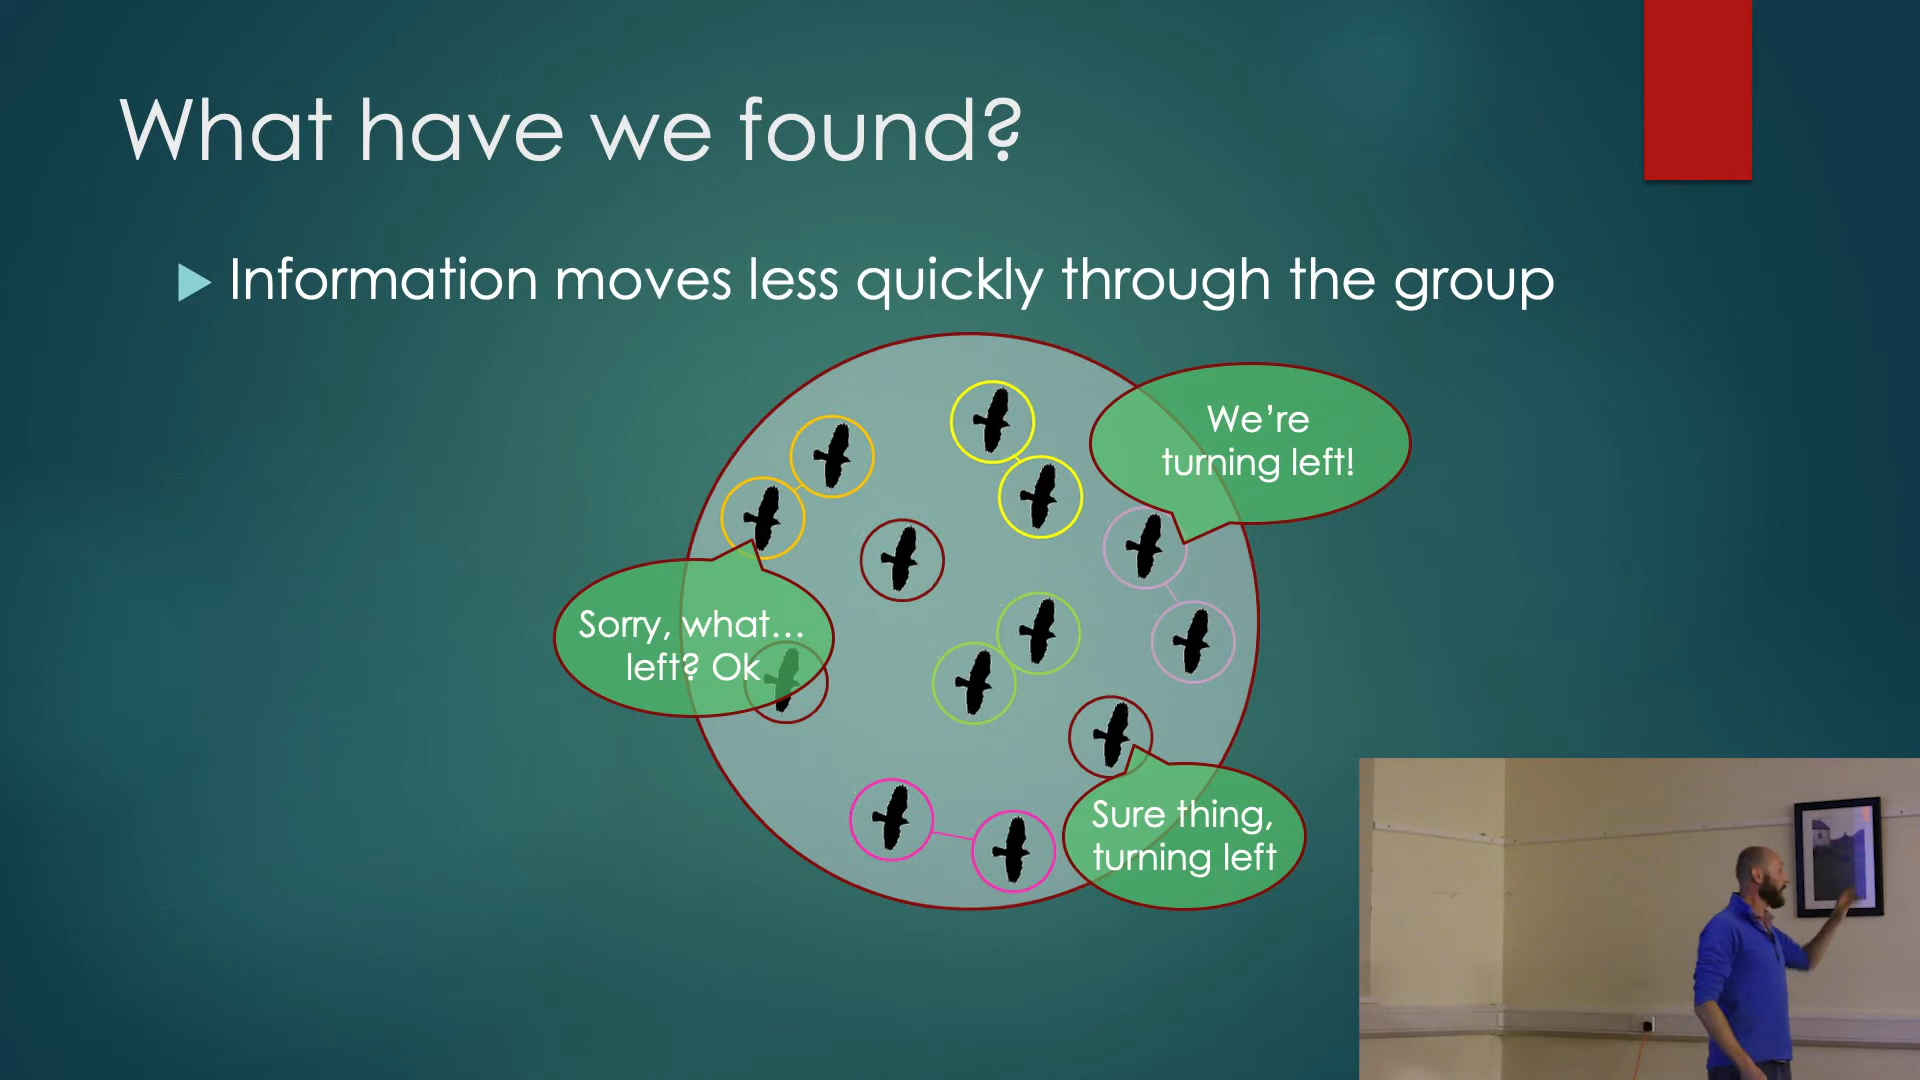 What have we found?
Information moves less quickly through the group
We're
turning left!
Sorry, what...
left? Ok
Sure thing,
turning left